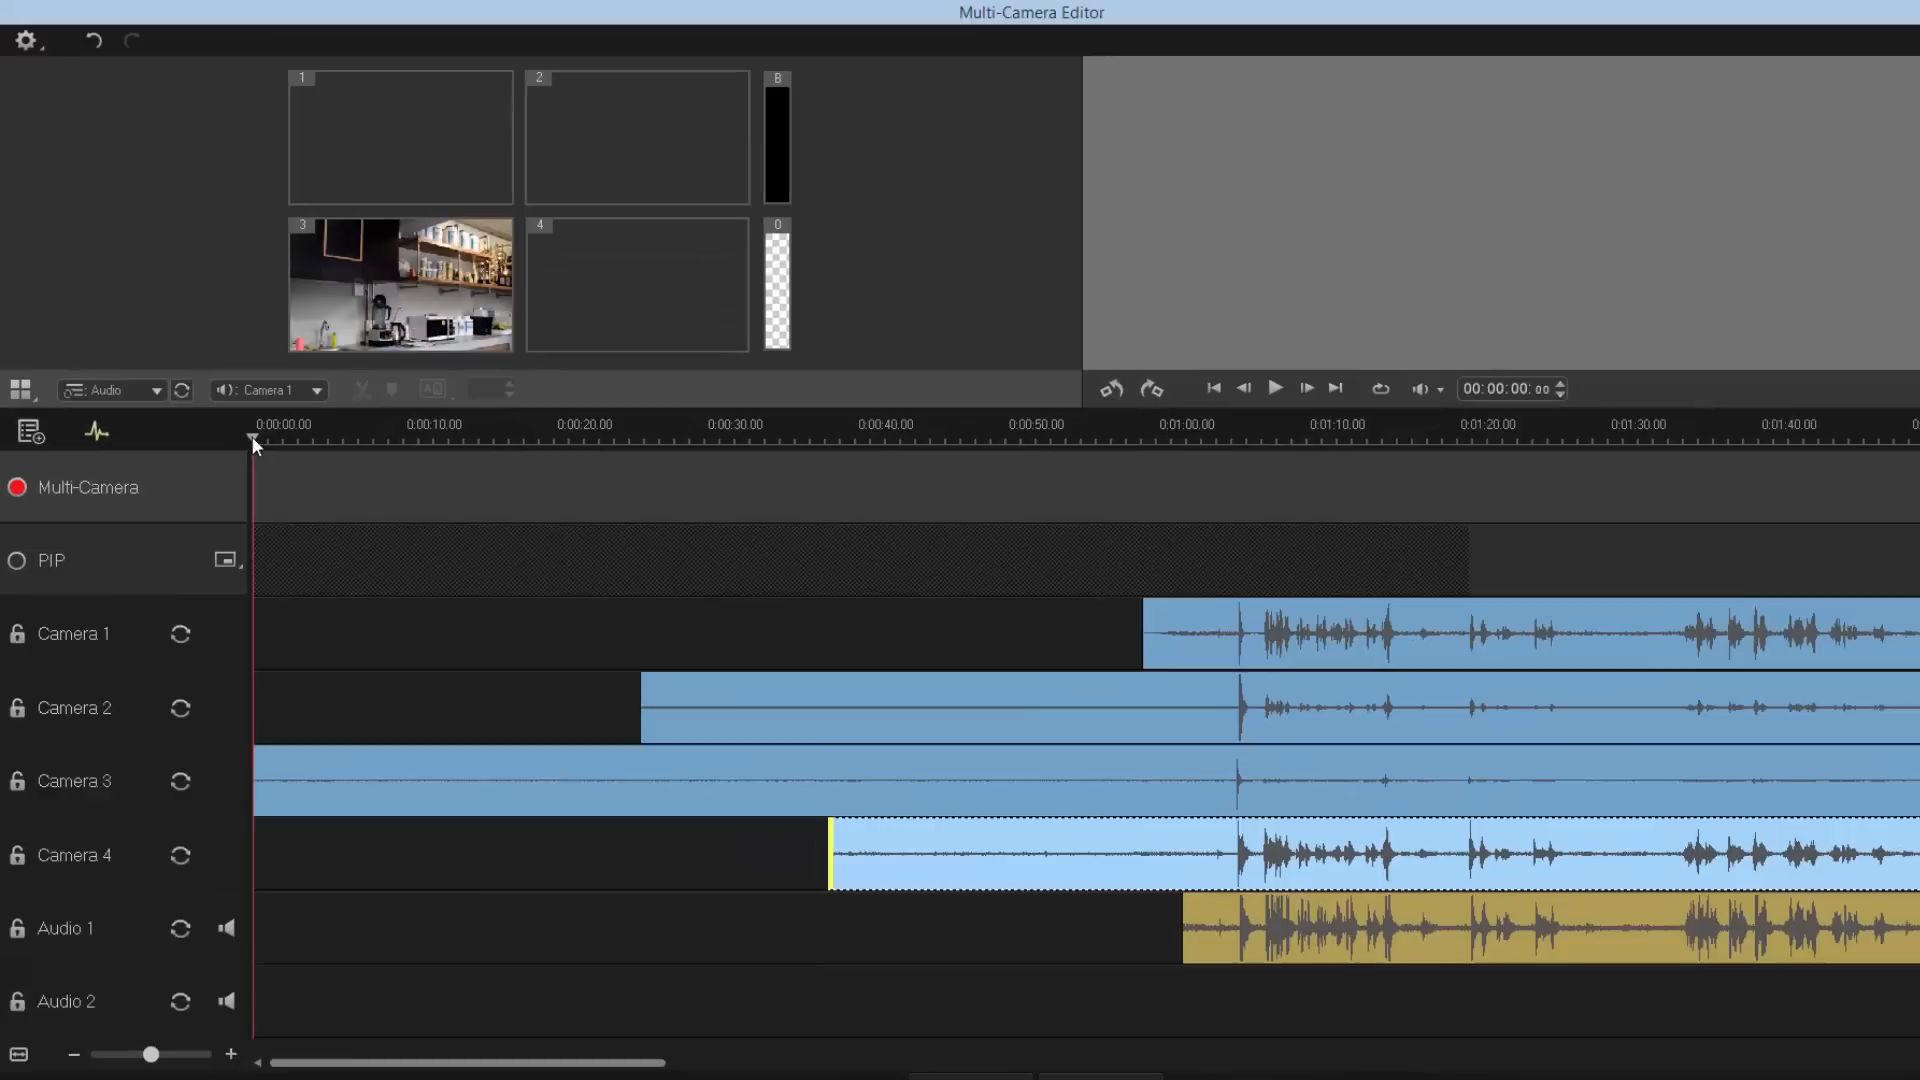 Multi-Camera Editor
1
2
B
3
4
0
Audio
: Camera 1
00:00:00: 00
0:00:00.00
0:00:10.00
0:00:20.00
0:00:30.00
0:00:40.00
0:00:50.00
0:01:00.00
0:01:10.00
0:01:20.00
0:01:30.00
0:01:40.00
Multi-Camera
PIP
Camera 1
Camera 2
Camera 3
Camera 4
Audio 1
Audio 2